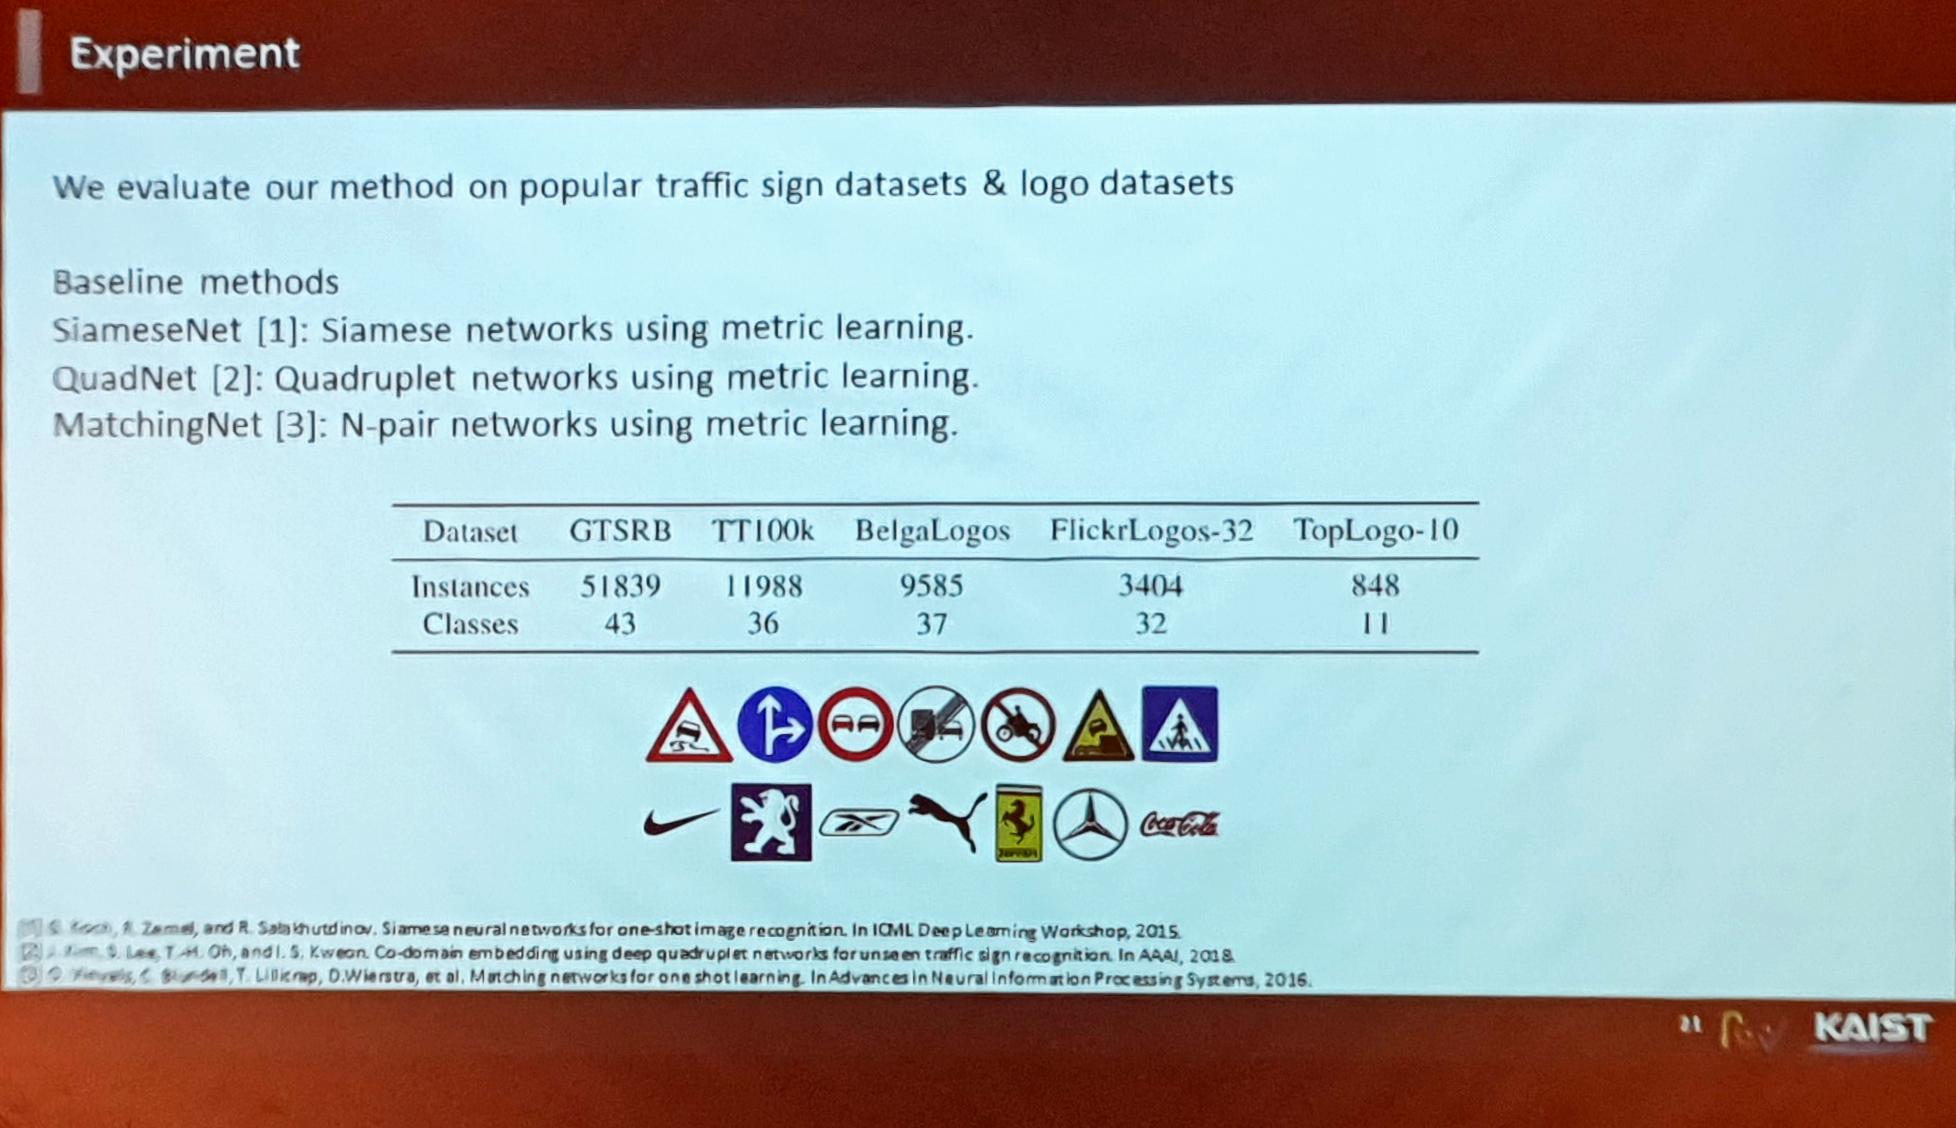 Experiment
We evaluate our method on popular traffic sign datasets & logo datasets
Baseline methods
SiameseNet [1]: Siamese networks using metric learning.
QuadNet [2]: Quadruplet networks using metric learning.
MatchingNet [3]: N-pair networks using metric learning.
Dataset GTSRB TT100k BelgaLogos FlickrLogos-32 TopLogo-10
Instances 51839 11988 9585 3404 848
Classes 43 36 37 32 11
Ferrari
Coca-Cola
Zemel, and R. Salakhutdinov. Siamese neural networks for one-shot image recognition. In ICML Deep Learning Workshop, 2015.
[2] S. Lee, T.-H. Oh, and I. S. Kweon. Co-domain embedding using deep quadruplet networks for unseen traffic sign recognition. In AAAI, 2018.
[3] T. Lillicrap, D.Wierstra, et al. Matching networks for one shot learning. In Advances In Neural Information Processing Systems, 2016.
21 KAIST